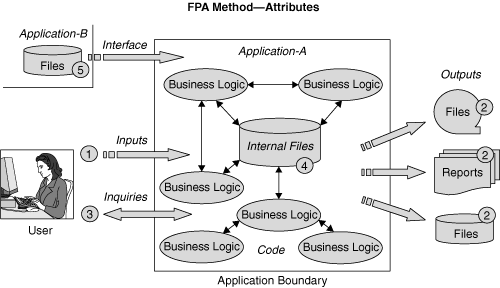 FPA Method—Attributes
Application-B
Files
5
Interface
Application-A
Business Logic
Business Logic
Outputs
Files
2
1
Inputs
Internal Files
4
Reports
2
Business Logic
3
Inquiries
Business Logic
Files
2
User
Business Logic
Code
Business Logic
Application Boundary